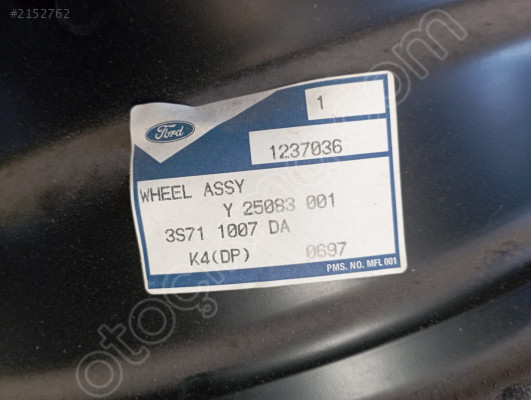 #2152762
1
Ford
1237036
WHEEL ASSY
Y 25083 001
3S71 1007 DA
K4(DP) 0697
PMS. NO. MFL 001